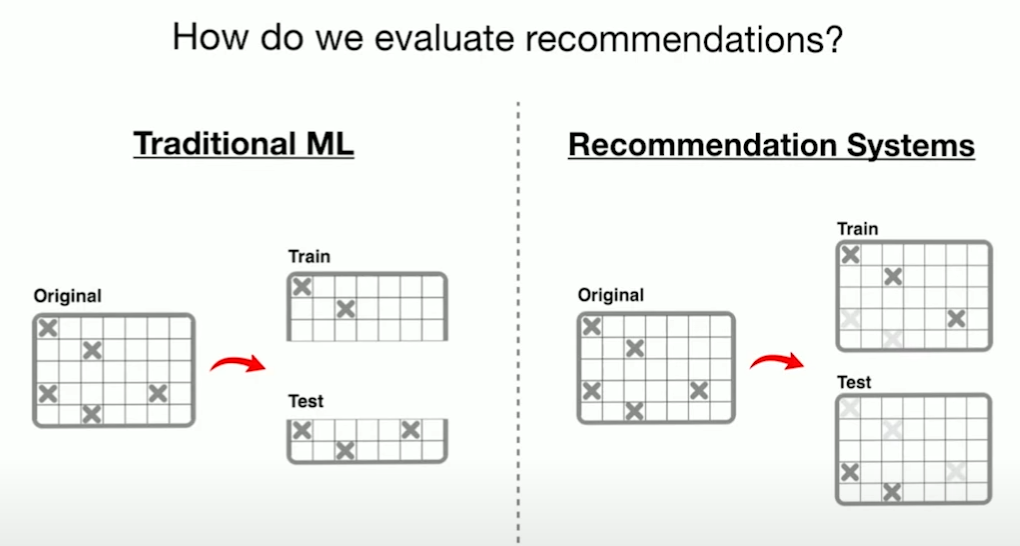 How do we evaluate recommendations?
Traditional ML
Original
Train
Test
Recommendation Systems
Original
Train
Test